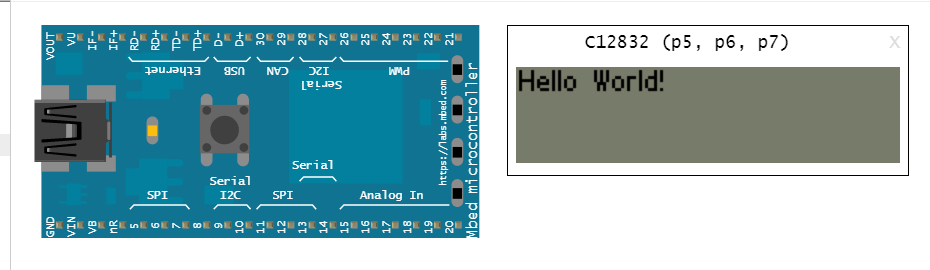 VOUT VU IF- IF+ RD- RD+ TD- TD+ D- D+ 30 29 28 27 26 25 24 23 22 21
Ethernet USB CAN I2C PWM
Serial
https://labs.mbed.com
Mbed microcontroller
Serial
SPI Serial SPI Analog In
I2C
GND VIN VB nR 5 6 7 8 9 10 11 12 13 14 15 16 17 18 19 20
C12832 (p5, p6, p7) X
Hello World!